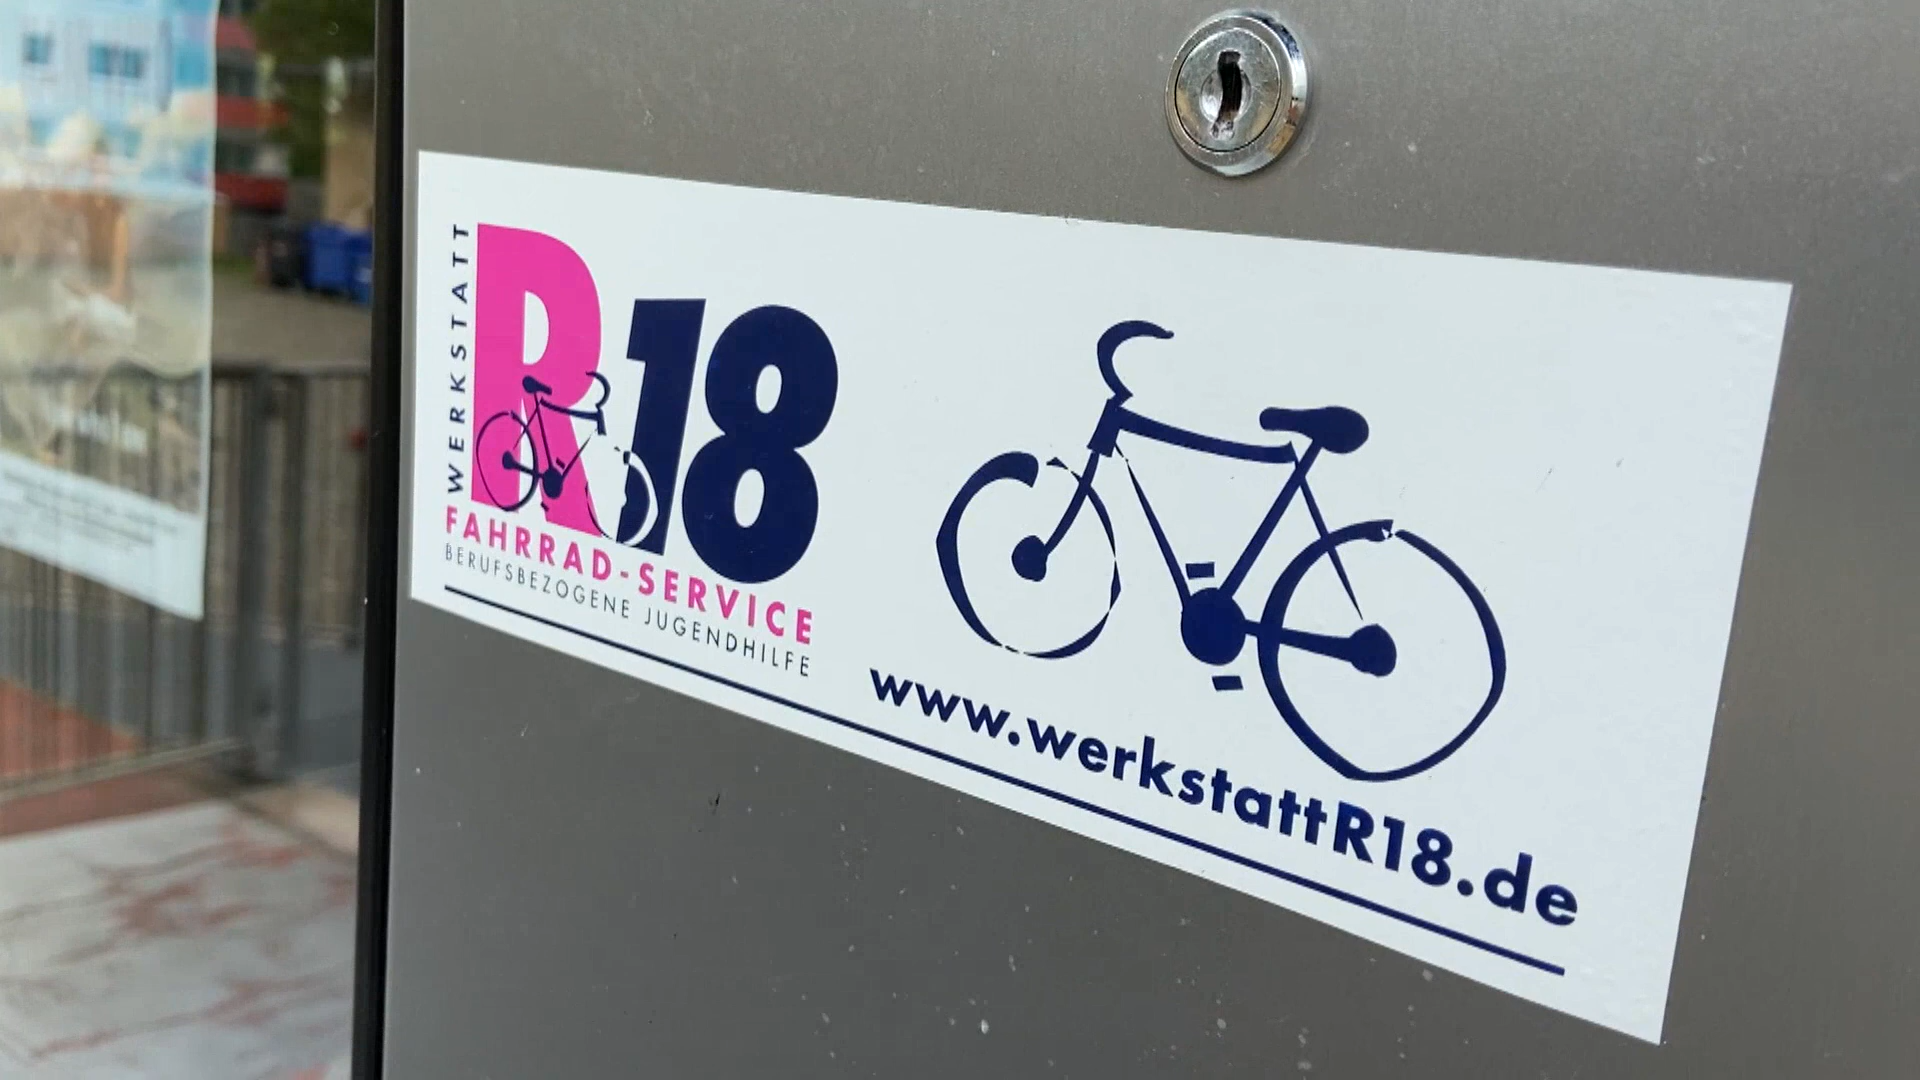 WERKSTATT
R18
FAHRRAD-SERVICE
BERUFSBEZOGENE JUGENDHILFE
www.werkstattR18.de